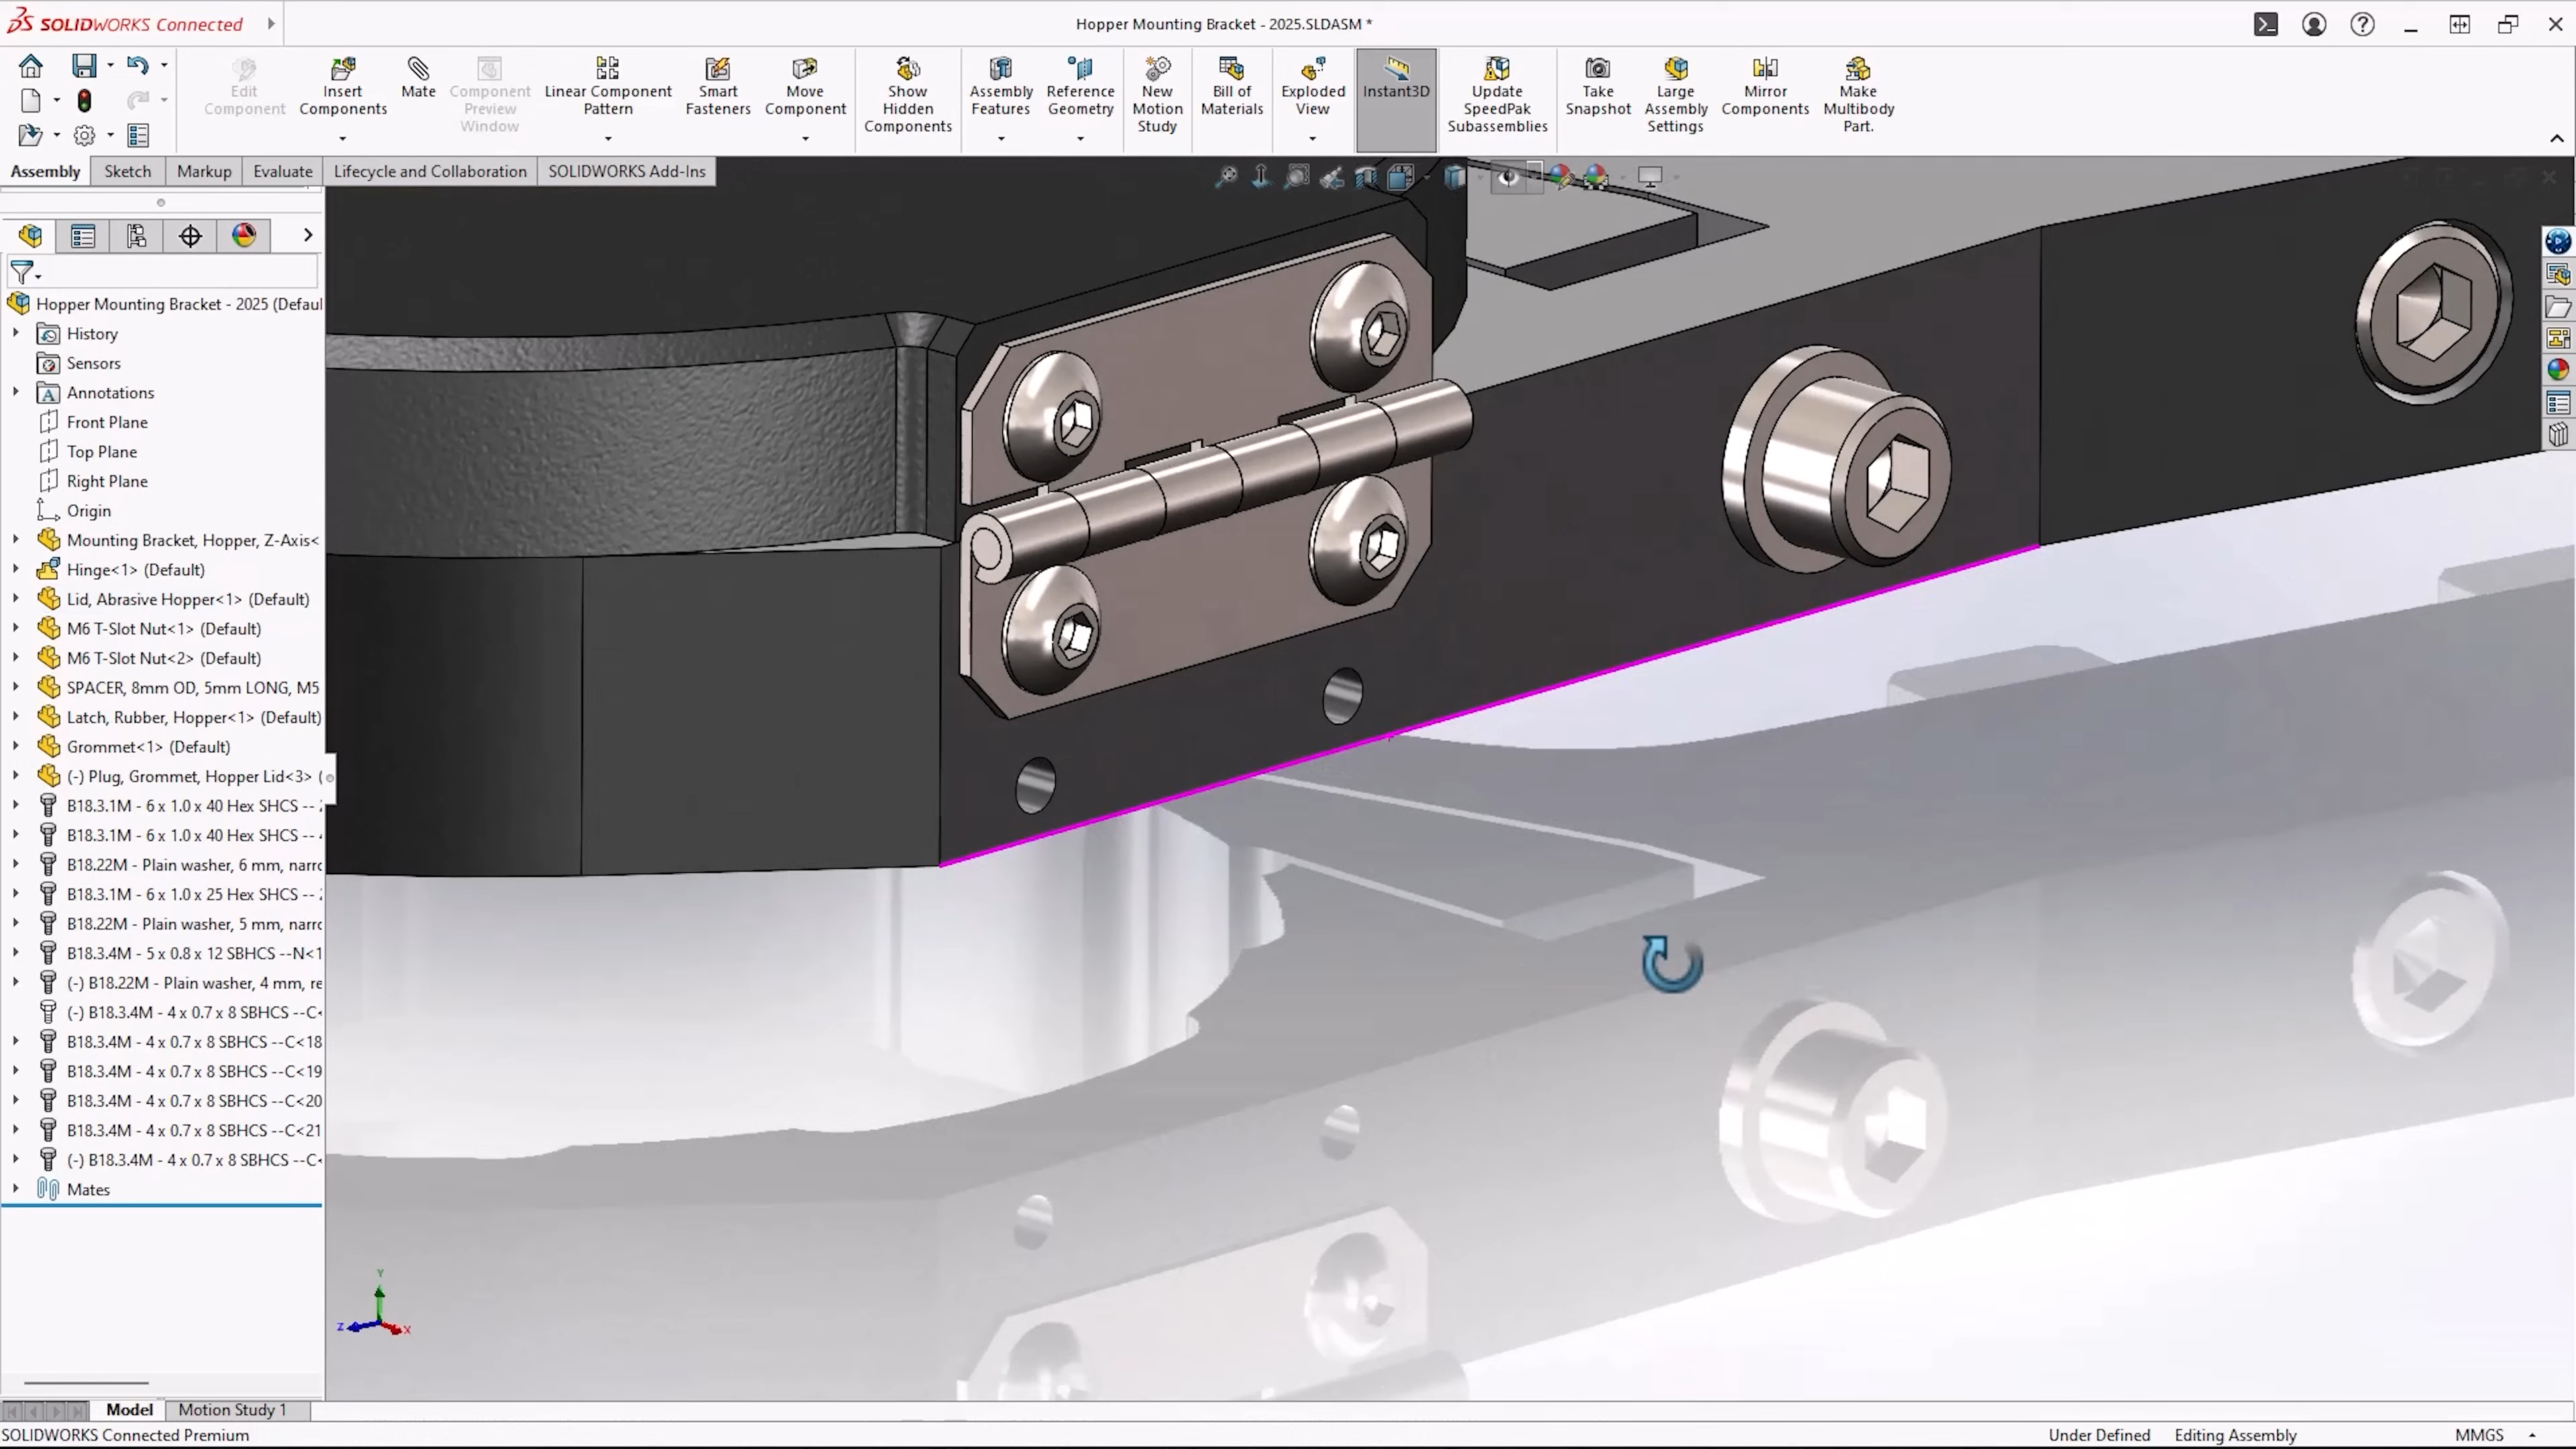 SOLIDWORKS Connected
Hopper Mounting Bracket - 2025.SLDASM *
Edit Component
Insert Components
Mate
Component Preview Window
Linear Component Pattern
Smart Fasteners
Move Component
Show Hidden Components
Assembly Features
Reference Geometry
New Motion Study
Bill of Materials
Exploded View
Instant3D
Update SpeedPak Subassemblies
Take Snapshot
Large Assembly Settings
Mirror Components
Make Multibody Part.
Assembly
Sketch
Markup
Evaluate
Lifecycle and Collaboration
SOLIDWORKS Add-Ins
Hopper Mounting Bracket - 2025 (Defaul
History
Sensors
Annotations
Front Plane
Top Plane
Right Plane
Origin
Mounting Bracket, Hopper, Z-Axis<
Hinge<1> (Default)
Lid, Abrasive Hopper<1> (Default)
M6 T-Slot Nut<1> (Default)
M6 T-Slot Nut<2> (Default)
SPACER, 8mm OD, 5mm LONG, M5
Latch, Rubber, Hopper<1> (Default)
Grommet<1> (Default)
(-) Plug, Grommet, Hopper Lid<3> (
B18.3.1M - 6 x 1.0 x 40 Hex SHCS --
B18.3.1M - 6 x 1.0 x 40 Hex SHCS --
B18.22M - Plain washer, 6 mm, narro
B18.3.1M - 6 x 1.0 x 25 Hex SHCS --
B18.22M - Plain washer, 5 mm, narro
B18.3.4M - 5 x 0.8 x 12 SBHCS --N<1
(-) B18.22M - Plain washer, 4 mm, re
(-) B18.3.4M - 4 x 0.7 x 8 SBHCS --C<
B18.3.4M - 4 x 0.7 x 8 SBHCS --C<18
B18.3.4M - 4 x 0.7 x 8 SBHCS --C<19
B18.3.4M - 4 x 0.7 x 8 SBHCS --C<20
B18.3.4M - 4 x 0.7 x 8 SBHCS --C<21
(-) B18.3.4M - 4 x 0.7 x 8 SBHCS --C<
Mates
Y
Z
X
Model
Motion Study 1
SOLIDWORKS Connected Premium
Under Defined
Editing Assembly
MMGS